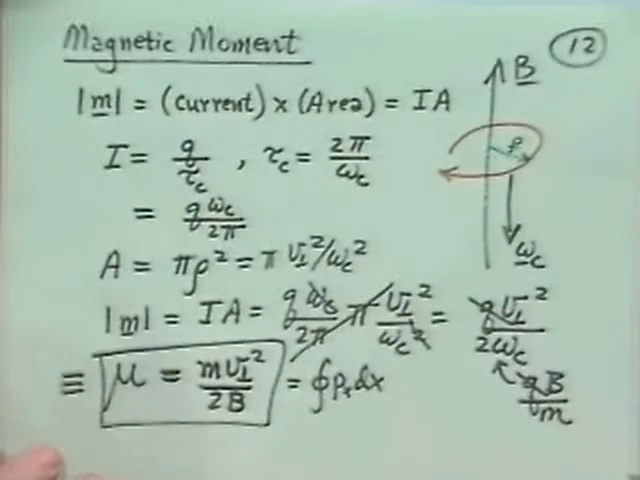 Magnetic Moment
12
|m| = (Current) × (Area) = IA
B
I = q/τc , τc = 2π/ωc
ρ
= qωc/2π
ωc
A = πρ² = π v⊥²/ωc²
|m| = IA = qωc/2π π v⊥²/ωc² = qv⊥²/2ωc
qB/m
≡ μ = mv⊥²/2B = ∮pₓdx